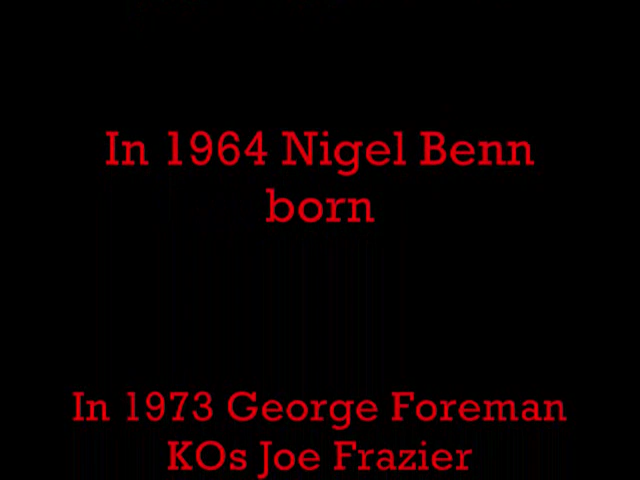 In 1964 Nigel Benn
born
In 1973 George Foreman
KOs Joe Frazier